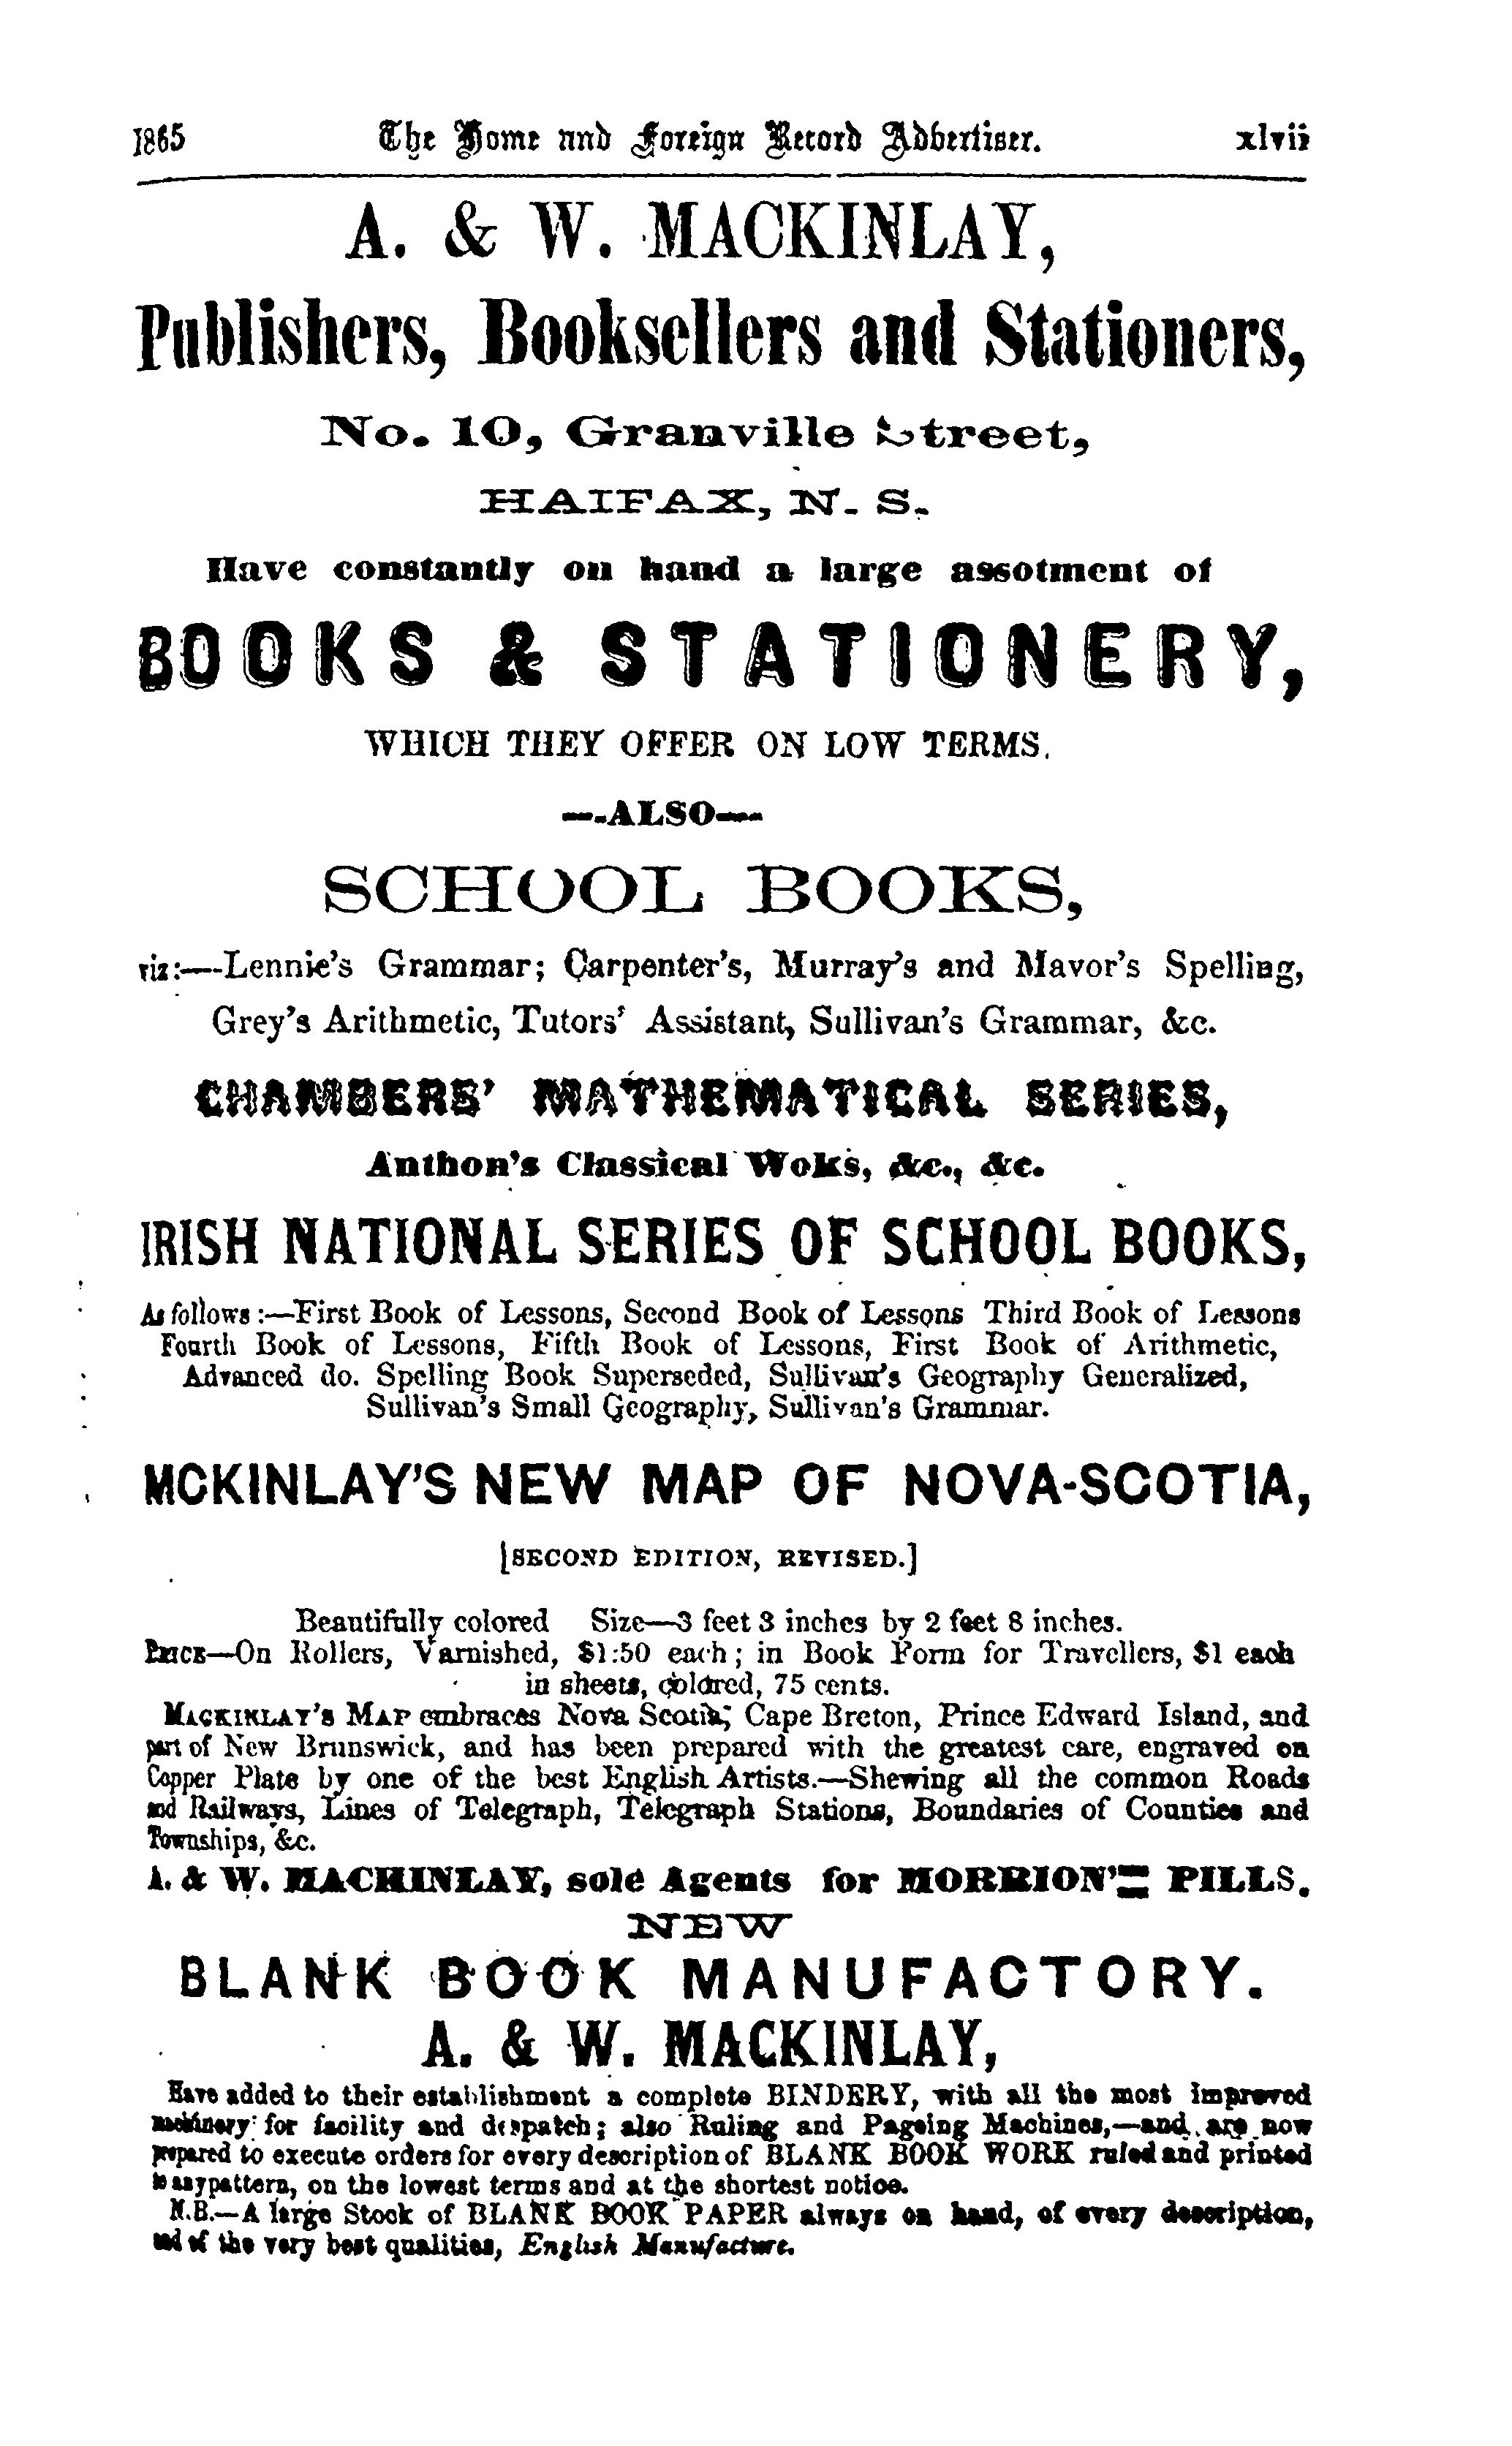 1865 The Home and Foreign Record Advertiser. xlvii
A. & W. MACKINLAY,
Publishers, Booksellers and Stationers,
No. 10, Granville Street,
HAIFAX, N. S.
Have constantly on hand a large assotment of
BOOKS & STATIONERY,
WHICH THEY OFFER ON LOW TERMS.
—ALSO—
SCHOOL BOOKS,
viz:—Lennie's Grammar; Carpenter's, Murray's and Mavor's Spelling,
Grey's Arithmetic, Tutors' Assistant, Sullivan's Grammar, &c.
CHAMBERS' MATHEMATICAL SERIES,
Anthon's Classical Woks, &c., &c.
IRISH NATIONAL SERIES OF SCHOOL BOOKS,
As follows:—First Book of Lessons, Second Book of Lessons Third Book of Lessons
Fourth Book of Lessons, Fifth Book of Lessons, First Book of Arithmetic,
Advanced do. Spelling Book Superseded, Sullivan's Geography Generalized,
Sullivan's Small Geography, Sullivan's Grammar.
MCKINLAY'S NEW MAP OF NOVA-SCOTIA,
[SECOND EDITION, REVISED.]
Beautifully colored Size—3 feet 3 inches by 2 feet 8 inches.
PRICE—On Rollers, Varnished, $1:50 each; in Book Form for Travellers, $1 each
in sheets, colored, 75 cents.
MACKINLAY'S MAP embraces Nova Scotia, Cape Breton, Prince Edward Island, and
part of New Brunswick, and has been prepared with the greatest care, engraved on
Copper Plate by one of the best English Artists.—Shewing all the common Roads
and Railways, Lines of Telegraph, Telegraph Stations, Boundaries of Counties and
Townships, &c.
A. & W. MACHINLAY, sole Agents for MORRION'S PILLS.
NEW
BLANK BOOK MANUFACTORY.
A. & W. MACKINLAY,
Have added to their establishment a complete BINDERY, with all the most improved
machinery for facility and despatch; also Ruling and Pageing Machines,—and are now
prepared to execute orders for every description of BLANK BOOK WORK ruled and printed
to any pattern, on the lowest terms and at the shortest notice.
N.B.—A large Stock of BLANK BOOK PAPER always on hand, of every description,
and of the very best qualities, English Manufacture.